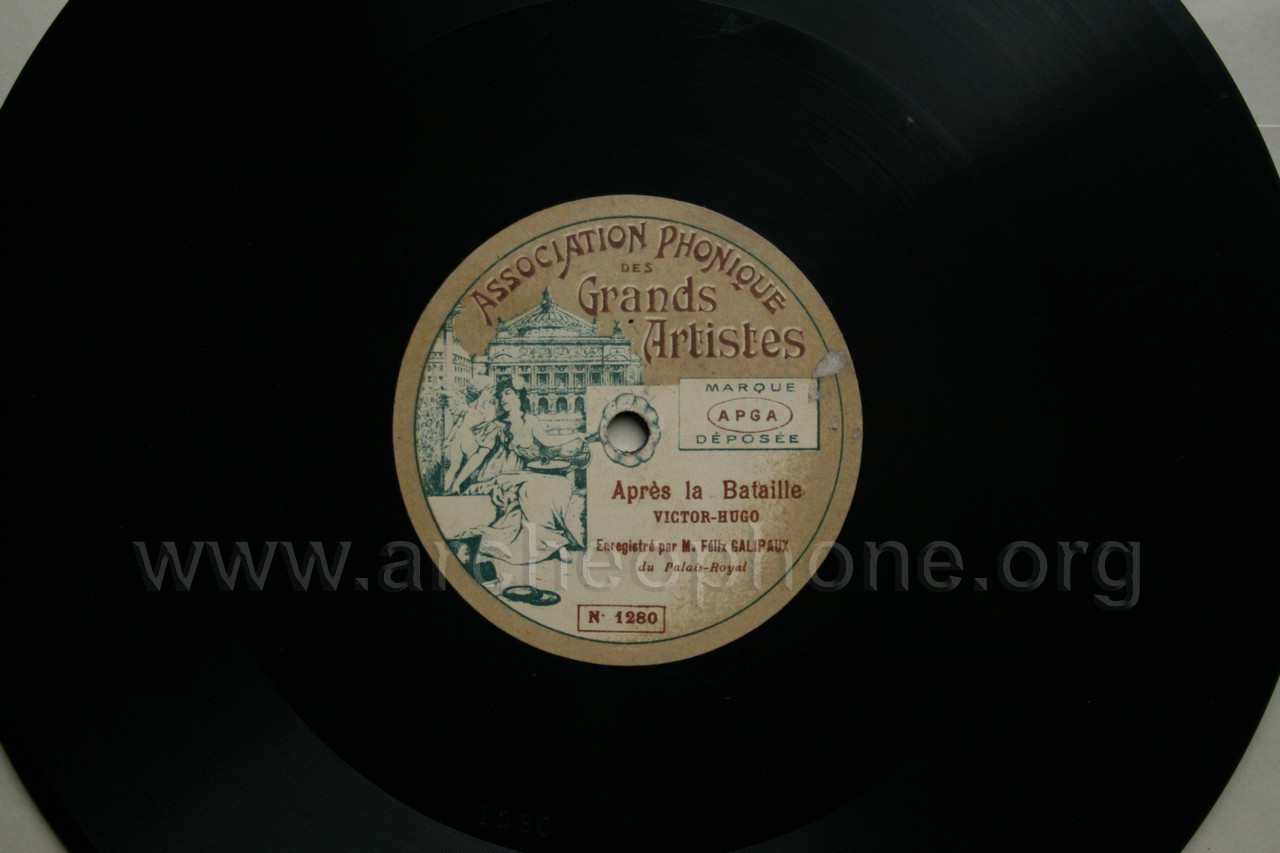 ASSOCIATION PHONIQUE
DES
Grands
Artistes
MARQUE
APGA
DÉPOSÉE
Après la Bataille
VICTOR-HUGO
Enregistré par M. Félix GALIPAUX
du Palais-Royal
www.archeophone.org
N· 1280
1280